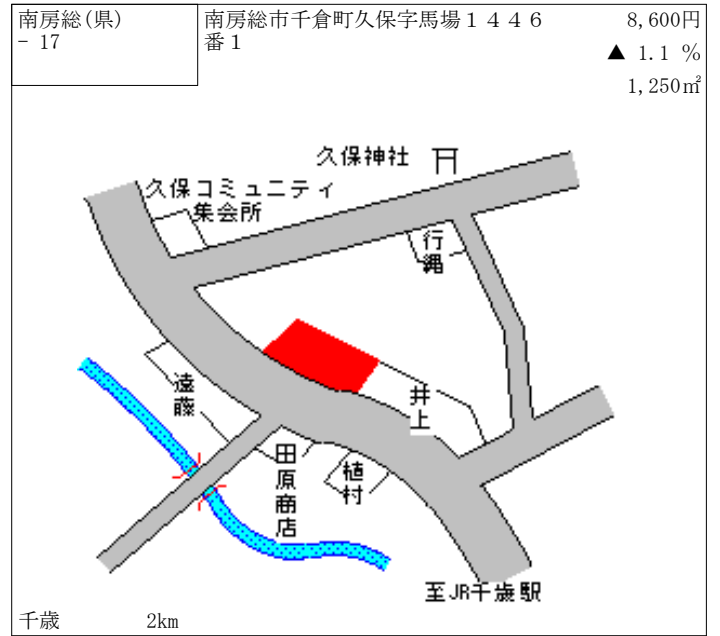 南房総(県)
- 17
南房総市千倉町久保字馬場１４４６
番１
8,600円
▲ 1.1 %
1,250㎡
久保神社
久保コミュニティ
集会所
行縄
遠藤
井上
田原商店
植村
至JR千歳駅
千歳 2km